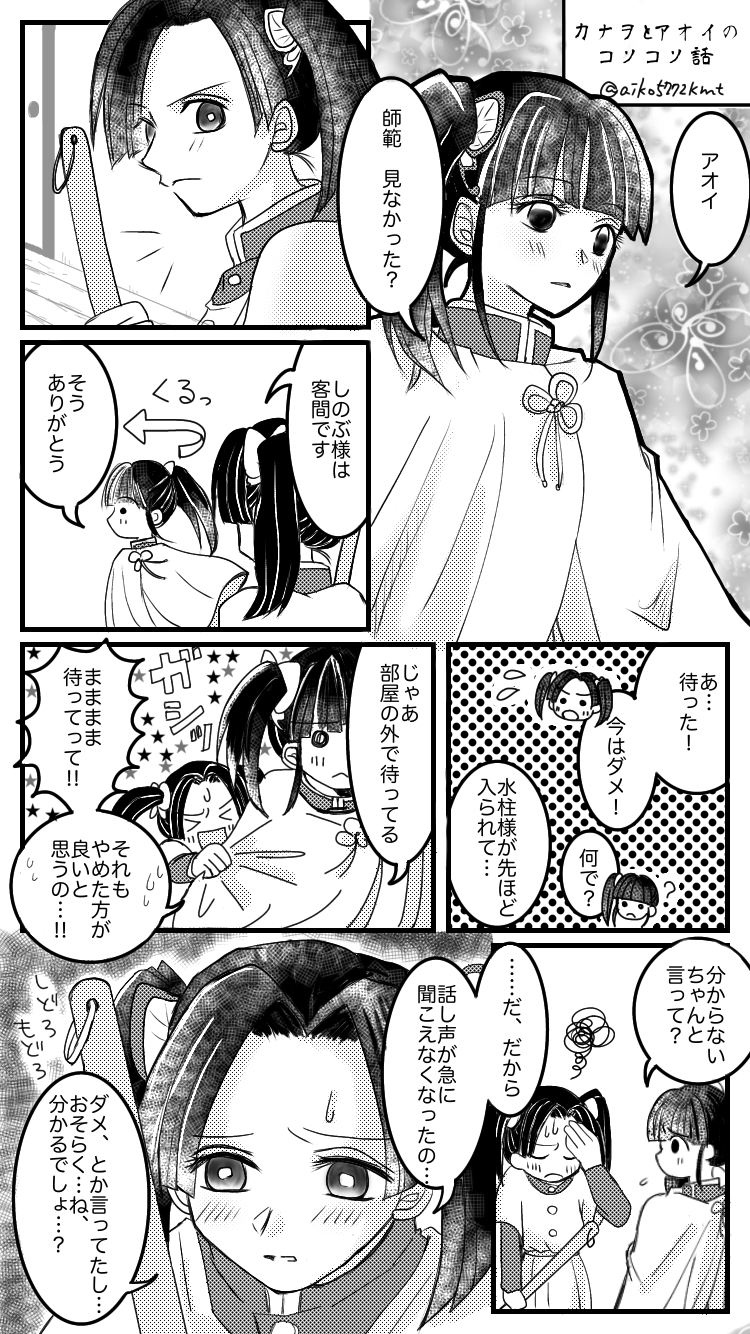 カナヲとアオイの
コソコソ話
@aiko5772kmt
アオイ
師範　見なかった？
しのぶ様は
客間です
くるっ
そう
ありがとう
あ…
待った！
今はダメ！
何で？
水柱様が先ほど
入られて…
じゃあ
部屋の外で待ってる
ガシッ
まままま
待ってって!!
それも
やめた方が
良いと
思うの…!!
分からない
ちゃんと
言って？
……だ、だから
話し声が急に
聞こえなくなったの…
しどろ
もどろ
ダメ、とか言ってたし…
おそらく…ね、
分かるでしょ…？